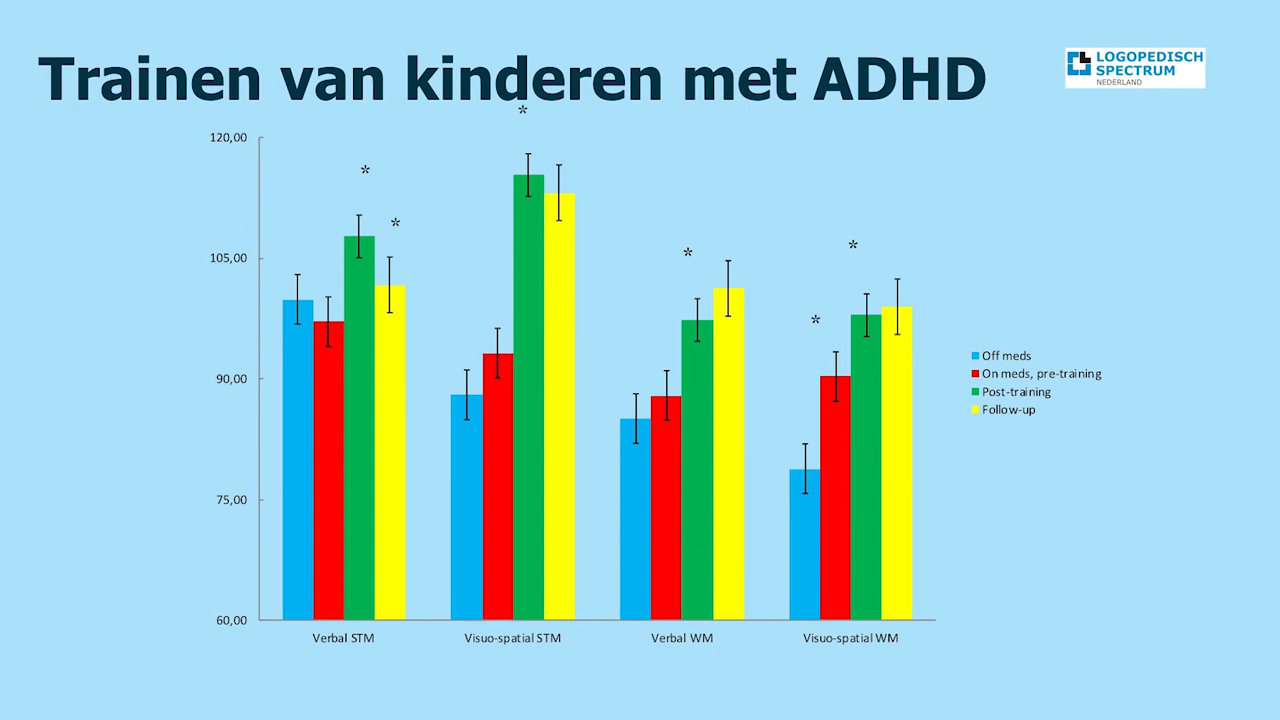 Trainen van kinderen met ADHD
LOGOPEDISCH
SPECTRUM
NEDERLAND
*
120,00
*
*
105,00
*
*
*
90,00
75,00
60,00
Off meds
On meds, pre-training
Post-training
Follow-up
Verbal STM
Visuo-spatial STM
Verbal WM
Visuo-spatial WM